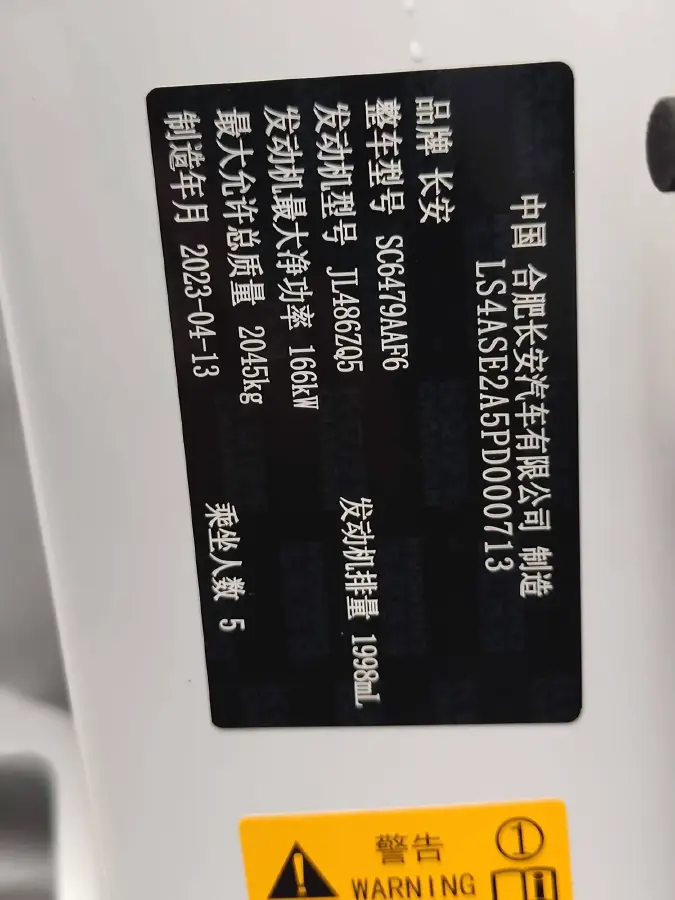 中国 合肥长安汽车有限公司 制造
LS4ASE2A5PD000713
品牌 长安
整车型号 SC6479AAF6
发动机型号 JL486ZQ5 发动机排量 1998mL
发动机最大净功率 166kW
最大允许总质量 2045kg
制造年月 2023-04-13 乘坐人数 5
警告 ①
WARNING